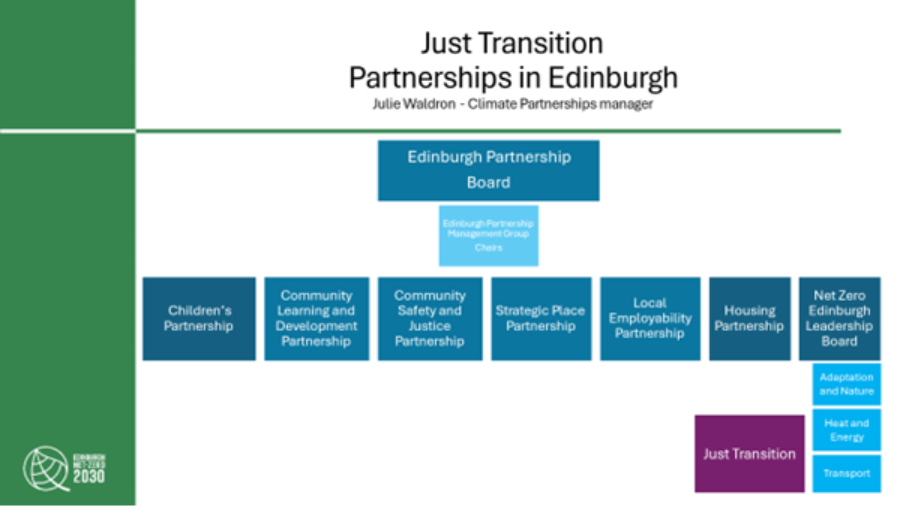 Just Transition
Partnerships in Edinburgh
Julie Waldron - Climate Partnerships manager
Edinburgh Partnership
Board
Edinburgh Partnership
Management Group
Chairs
Children's
Partnership
Community
Learning and
Development
Partnership
Community
Safety and
Justice
Partnership
Strategic Place
Partnership
Local
Employability
Partnership
Housing
Partnership
Net Zero
Edinburgh
Leadership
Board
Adaptation
and Nature
Heat and
Energy
Transport
Just Transition
EDINBURGH
NET-ZERO
2030